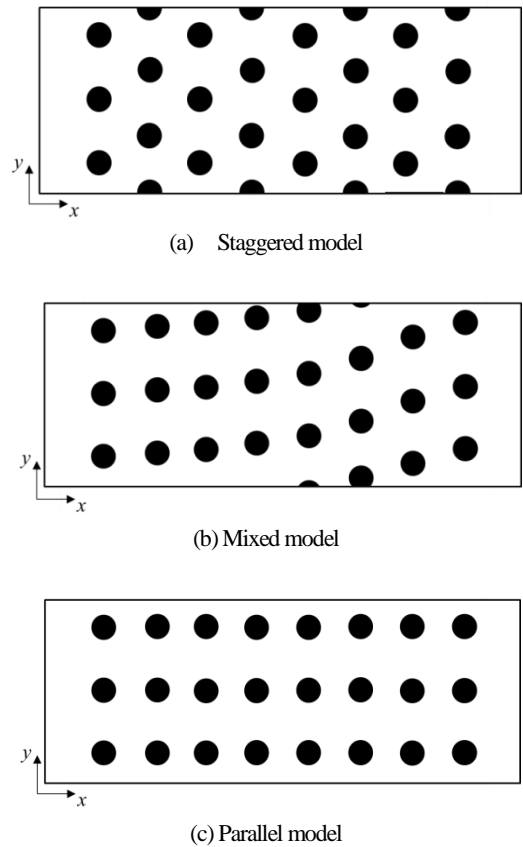 y
x
(a) Staggered model
y
x
(b) Mixed model
y
x
(c) Parallel model